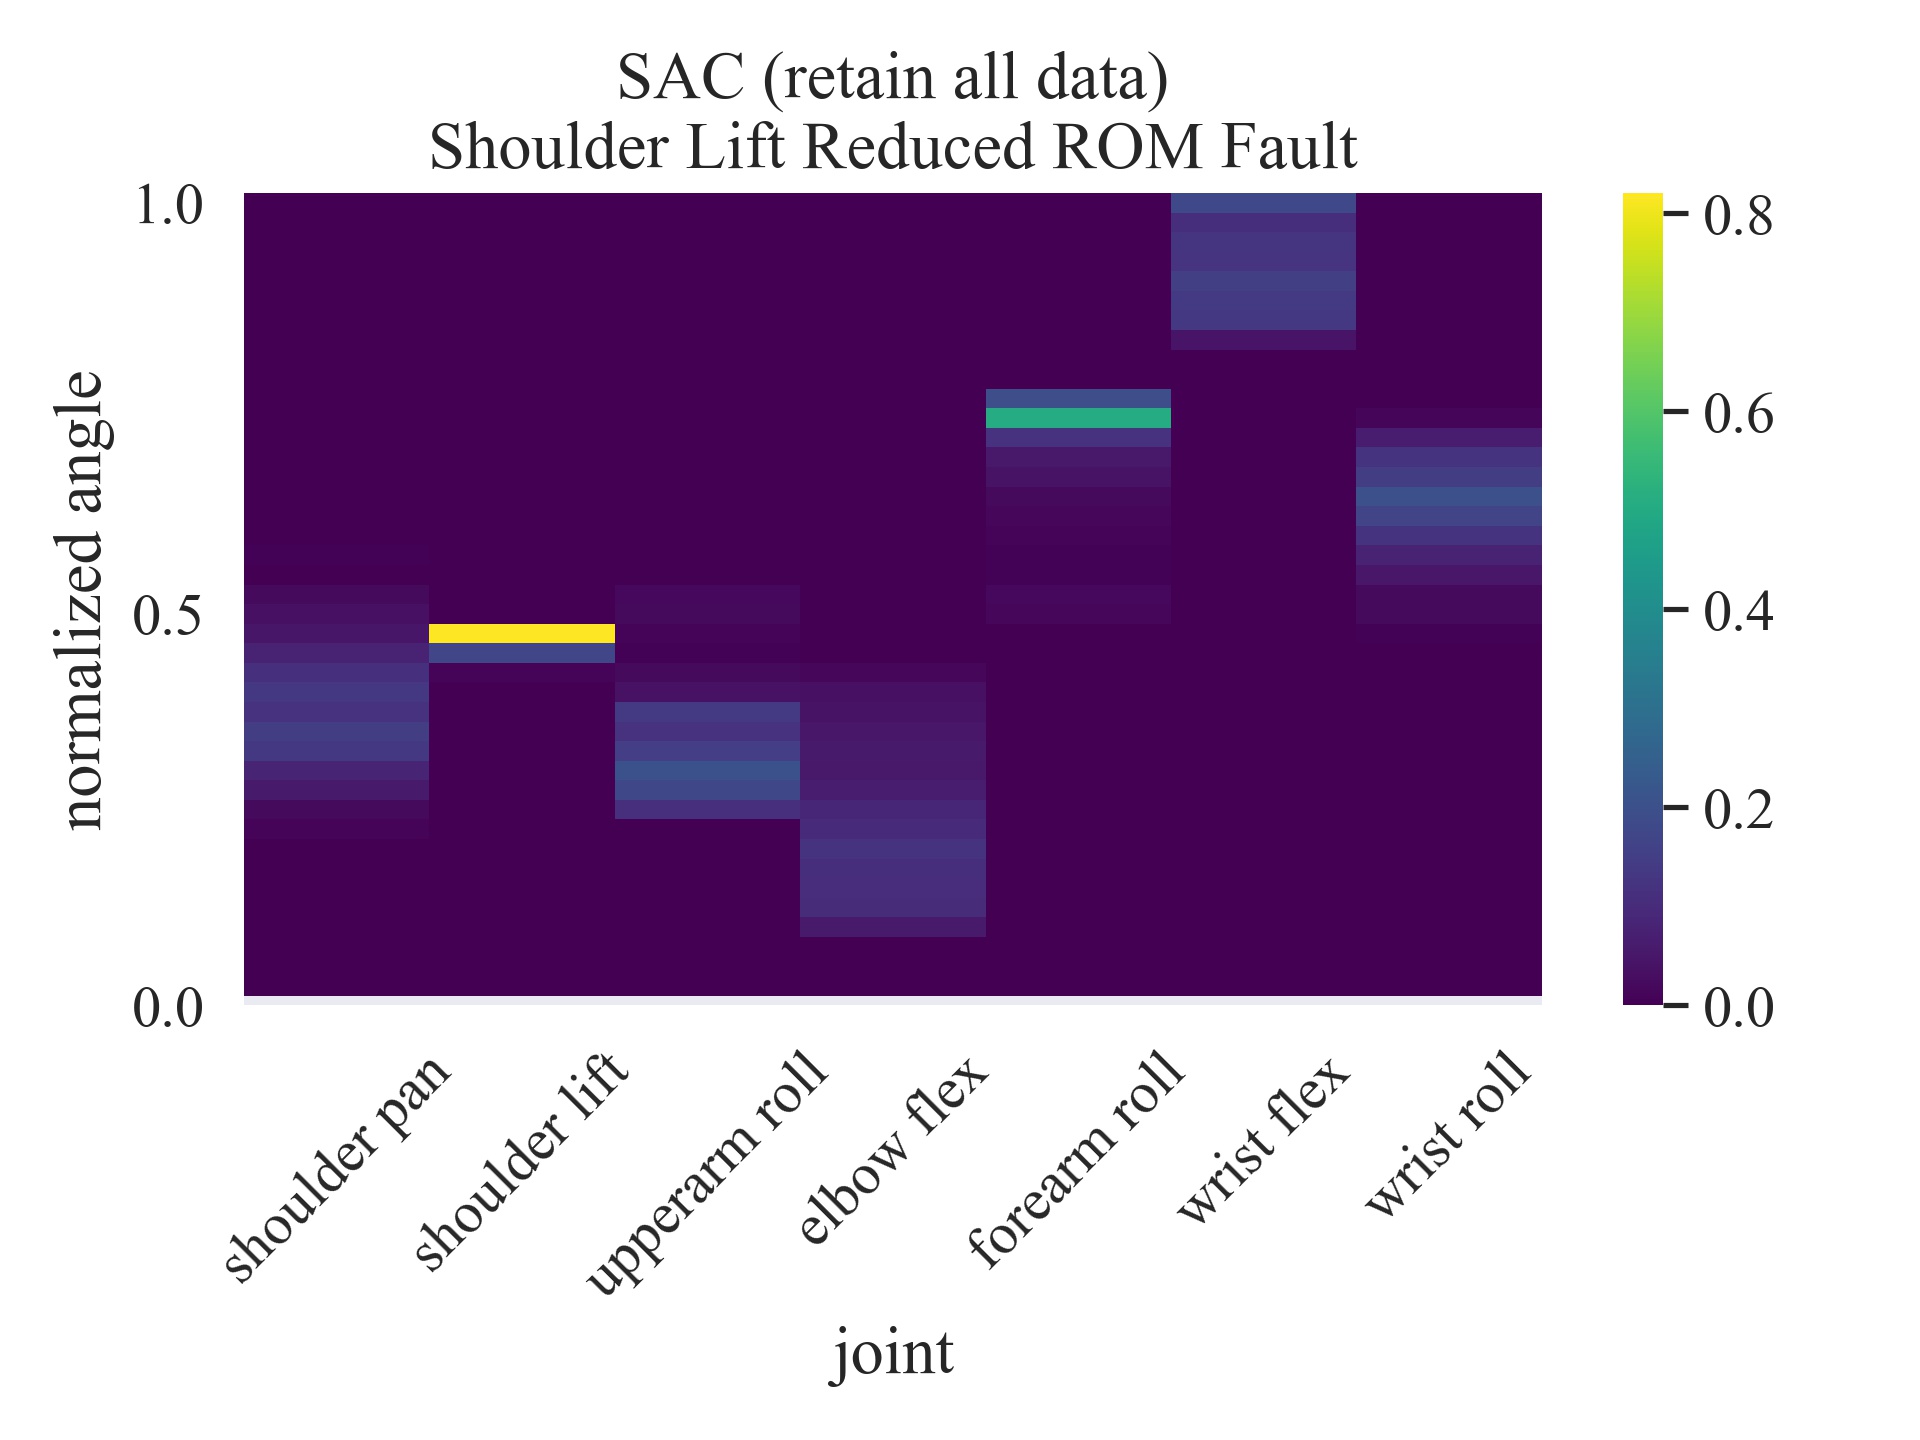 SAC (retain all data)
Shoulder Lift Reduced ROM Fault
1.0
0.5
0.0
normalized angle
0.8
0.6
0.4
0.2
0.0
shoulder pan
shoulder lift
upperarm roll
elbow flex
forearm roll
wrist flex
wrist roll
joint